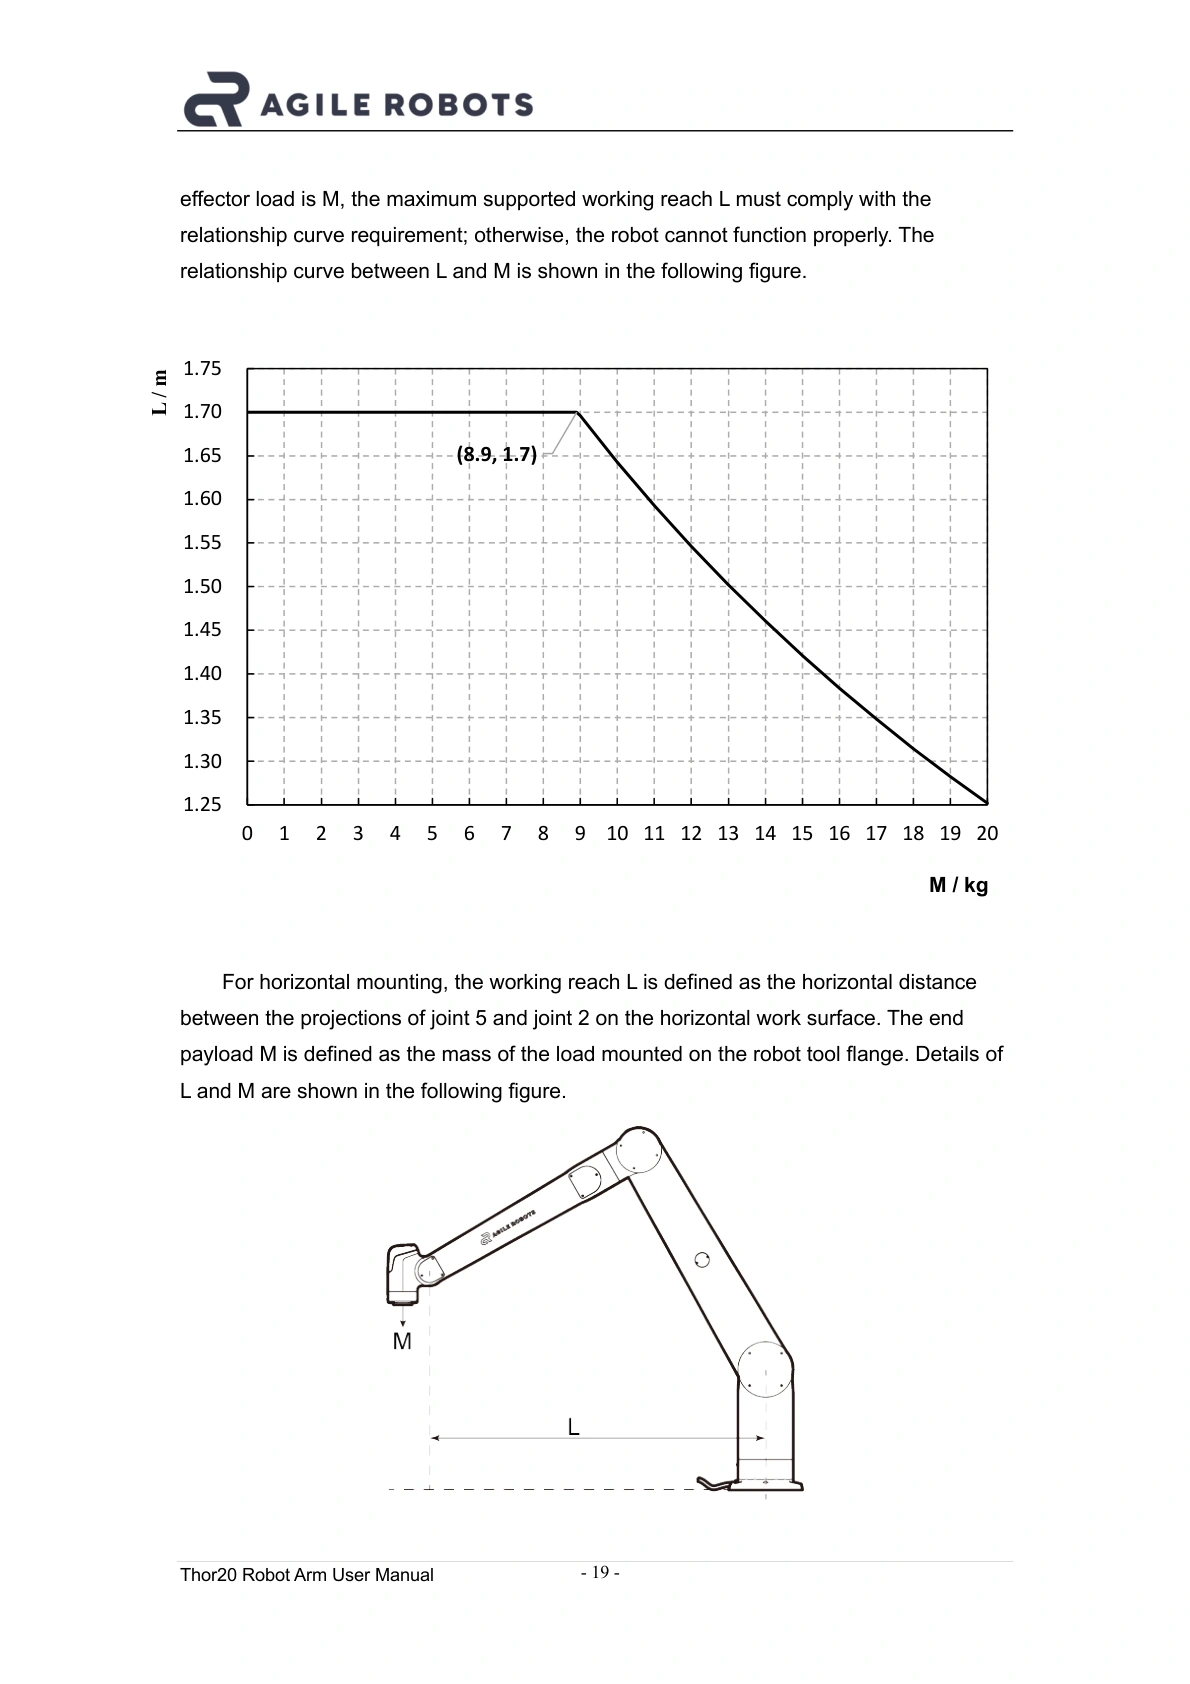 AGILE ROBOTS
effector load is M, the maximum supported working reach L must comply with the
relationship curve requirement; otherwise, the robot cannot function properly. The
relationship curve between L and M is shown in the following figure.
L / m
1.75
1.70
1.65
1.60
1.55
1.50
1.45
1.40
1.35
1.30
1.25
(8.9, 1.7)
0 1 2 3 4 5 6 7 8 9 10 11 12 13 14 15 16 17 18 19 20
M / kg
For horizontal mounting, the working reach L is defined as the horizontal distance
between the projections of joint 5 and joint 2 on the horizontal work surface. The end
payload M is defined as the mass of the load mounted on the robot tool flange. Details of
L and M are shown in the following figure.
AGILE ROBOTS
M
L
Thor20 Robot Arm User Manual
- 19 -